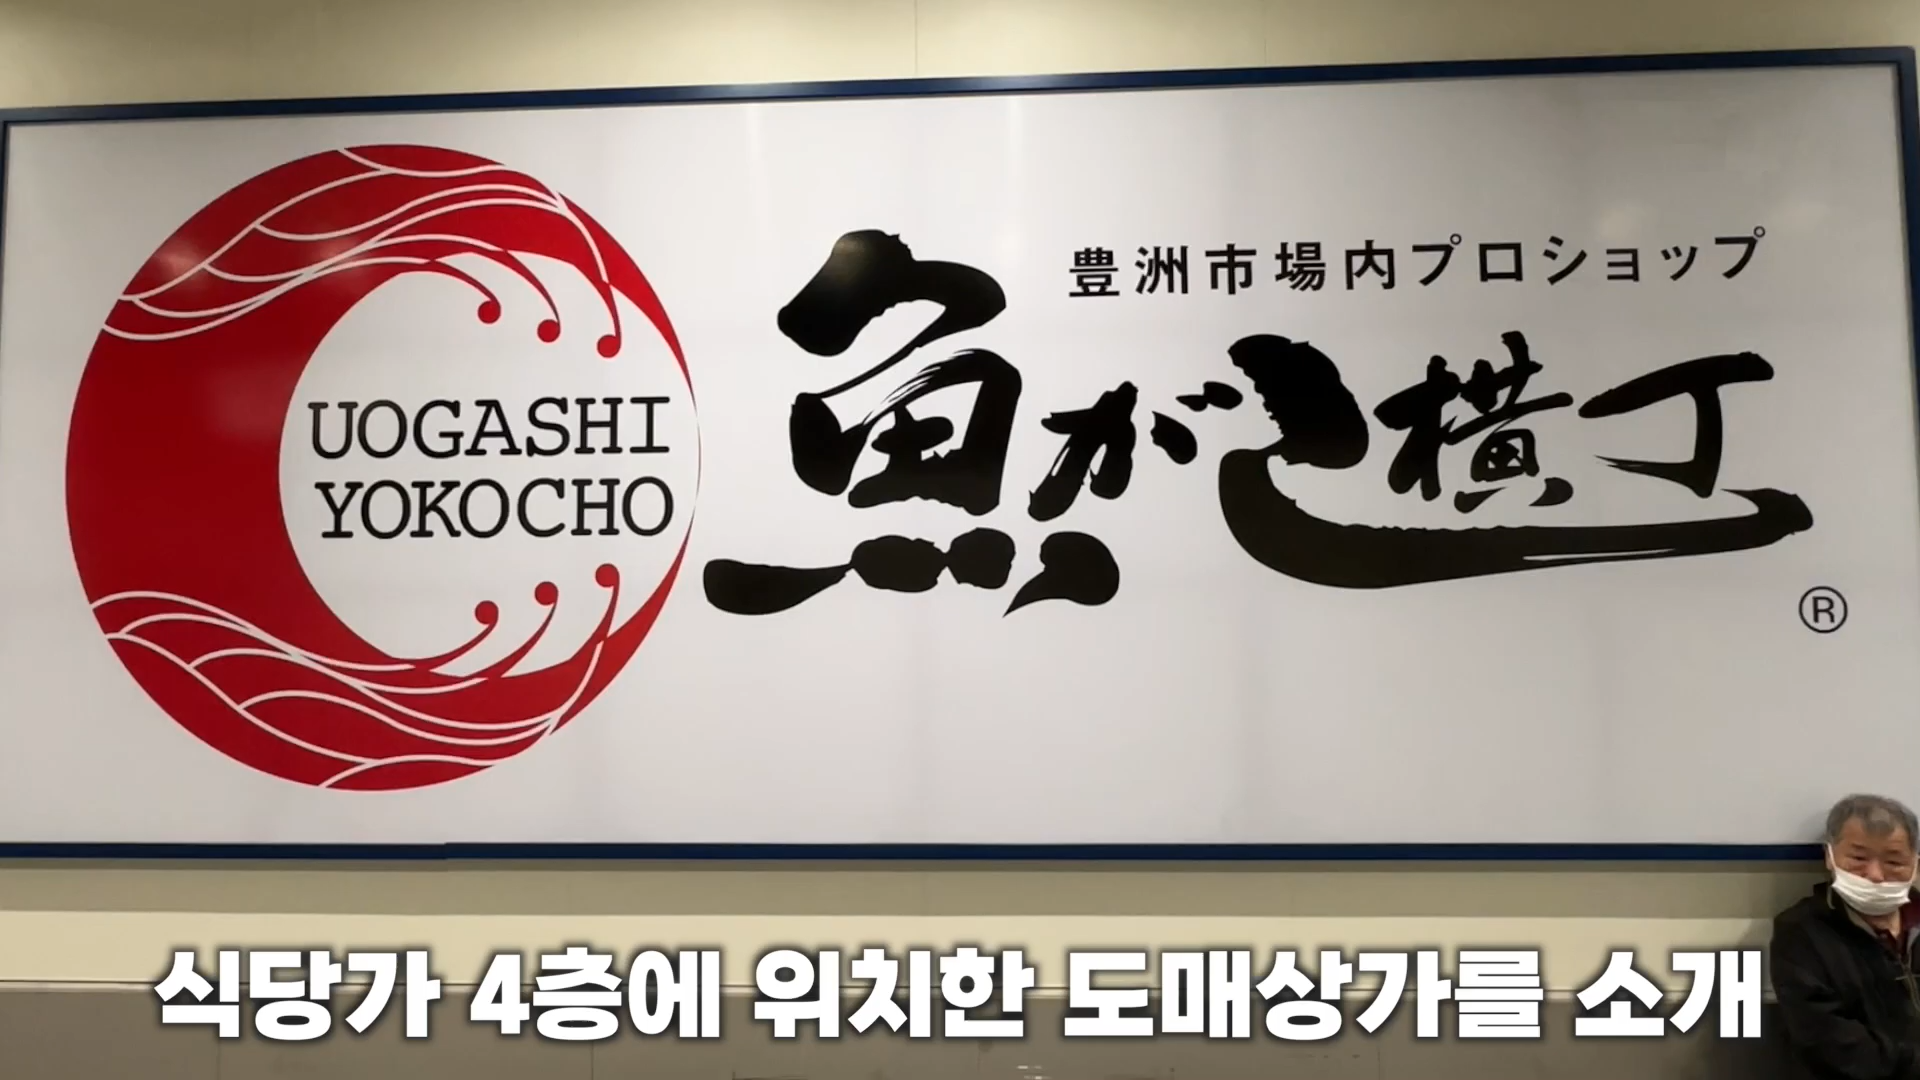 UOGASHI
YOKOCHO
豊洲市場内プロショップ
魚がし横丁
®
식당가 4층에 위치한 도매상가를 소개